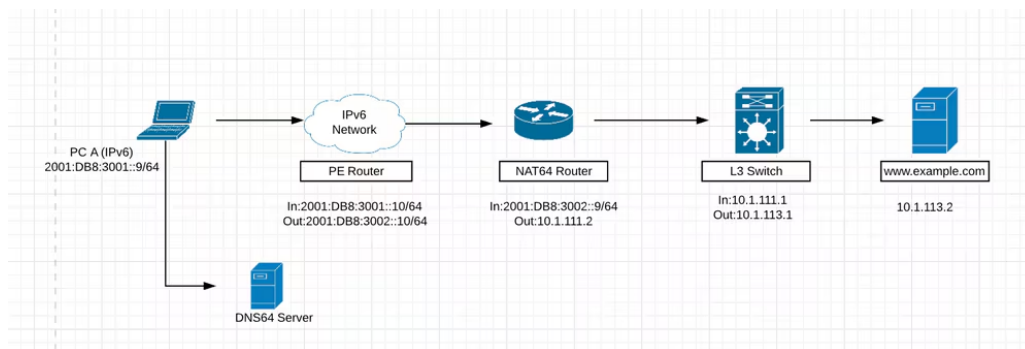 IPv6
Network
PC A (IPv6)
2001:DB8:3001::9/64
PE Router
NAT64 Router
L3 Switch
www.example.com
In:2001:DB8:3001::10/64
Out:2001:DB8:3002::10/64
In:2001:DB8:3002::9/64
Out:10.1.111.2
In:10.1.111.1
Out:10.1.113.1
10.1.113.2
DNS64 Server